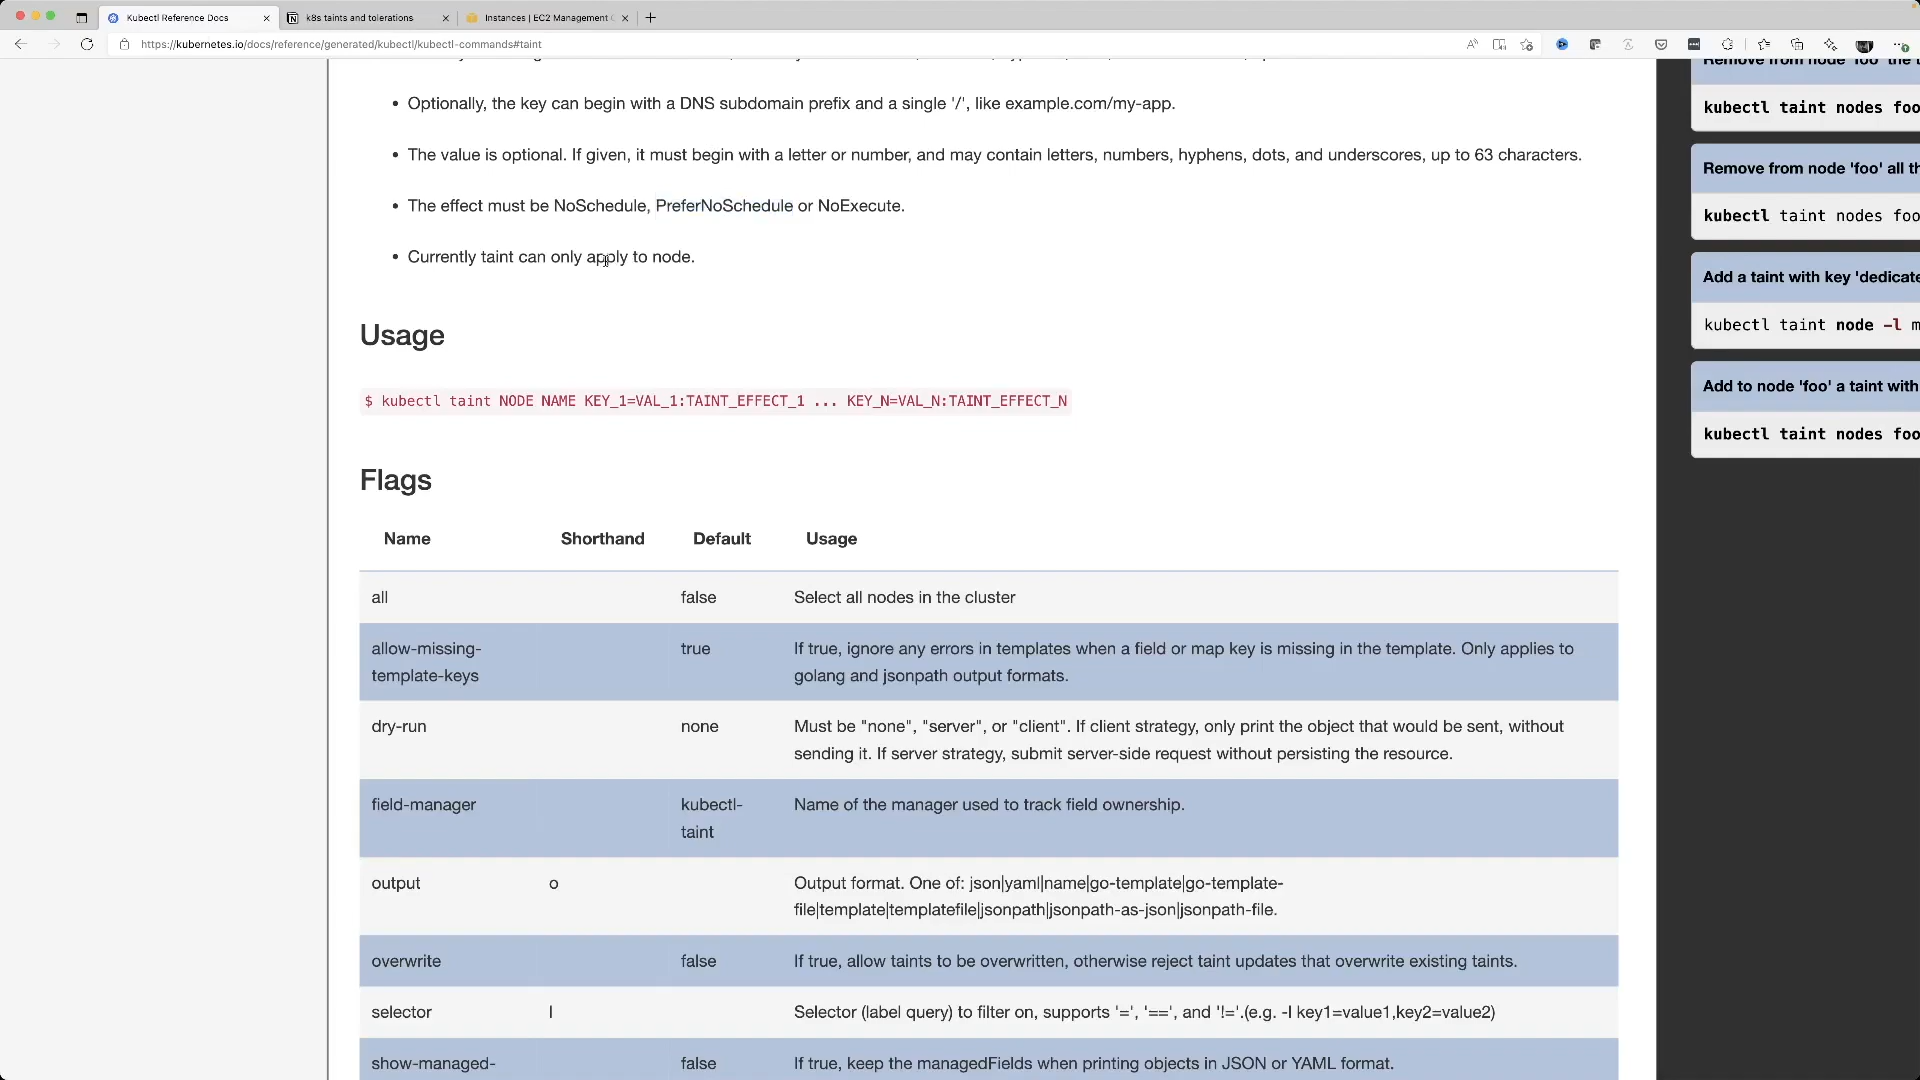 Kubectl Reference Docs
k8s taints and tolerations
Instances | EC2 Management
https://kubernetes.io/docs/reference/generated/kubectl/kubectl-commands#taint
• Optionally, the key can begin with a DNS subdomain prefix and a single '/', like example.com/my-app.
• The value is optional. If given, it must begin with a letter or number, and may contain letters, numbers, hyphens, dots, and underscores, up to 63 characters.
• The effect must be NoSchedule, PreferNoSchedule or NoExecute.
• Currently taint can only apply to node.
Usage
$ kubectl taint NODE NAME KEY_1=VAL_1:TAINT_EFFECT_1 ... KEY_N=VAL_N:TAINT_EFFECT_N
Flags
Name Shorthand Default Usage
all false Select all nodes in the cluster
allow-missing- true If true, ignore any errors in templates when a field or map key is missing in the template. Only applies to
template-keys golang and jsonpath output formats.
dry-run none Must be "none", "server", or "client". If client strategy, only print the object that would be sent, without
sending it. If server strategy, submit server-side request without persisting the resource.
field-manager kubectl- Name of the manager used to track field ownership.
taint
output o Output format. One of: json|yaml|name|go-template|go-template-
file|template|templatefile|jsonpath|jsonpath-as-json|jsonpath-file.
overwrite false If true, allow taints to be overwritten, otherwise reject taint updates that overwrite existing taints.
selector l Selector (label query) to filter on, supports '=', '==', and '!='.(e.g. -l key1=value1,key2=value2)
show-managed- false If true, keep the managedFields when printing objects in JSON or YAML format.
Remove from node 'foo' the
kubectl taint nodes foo
Remove from node 'foo' all
kubectl taint nodes foo
Add a taint with key 'dedicate
kubectl taint node -l
Add to node 'foo' a taint with
kubectl taint nodes foo